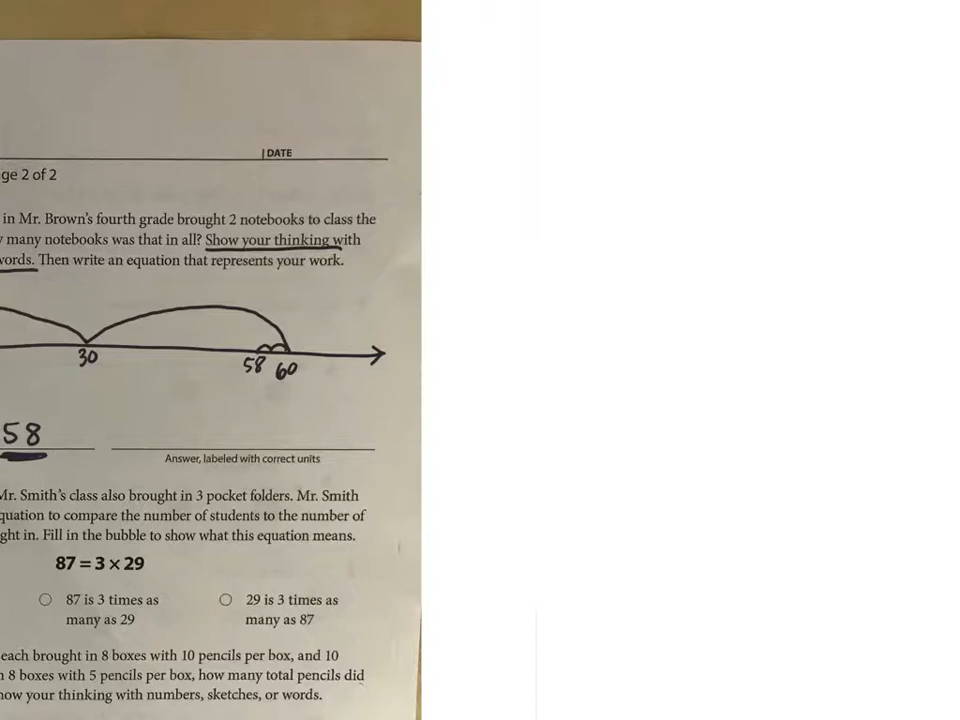 DATE
ge 2 of 2
in Mr. Brown's fourth grade brought 2 notebooks to class the
many notebooks was that in all? Show your thinking with
words. Then write an equation that represents your work.
30
58 60
58
Answer, labeled with correct units
Mr. Smith's class also brought in 3 pocket folders. Mr. Smith
quation to compare the number of students to the number of
ght in. Fill in the bubble to show what this equation means.
87 = 3 × 29
87 is 3 times as 29 is 3 times as
many as 29 many as 87
each brought in 8 boxes with 10 pencils per box, and 10
8 boxes with 5 pencils per box, how many total pencils did
how your thinking with numbers, sketches, or words.